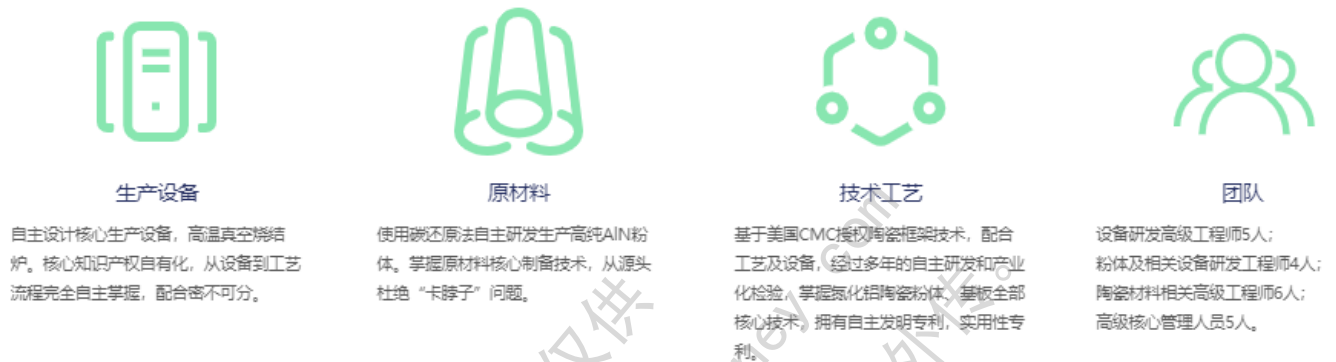 生产设备
自主设计核心生产设备，高温真空烧结
炉。核心知识产权自有化，从设备到工艺
流程完全自主掌握，配合密不可分。
原材料
使用碳还原法自主研发生产高纯AlN粉
体。掌握原材料核心制备技术，从源头
杜绝“卡脖子”问题。
技术工艺
基于美国CMC授权陶瓷框架技术，配合
工艺及设备，经过多年的自主研发和产业
化检验，掌握氮化铝陶瓷粉体、基板全部
核心技术，拥有自主发明专利，实用性专
利。
团队
设备研发高级工程师5人；
粉体及相关设备研发工程师4人；
陶瓷材料相关高级工程师6人；
高级核心管理人员5人。
仅供
ney.com
外传。